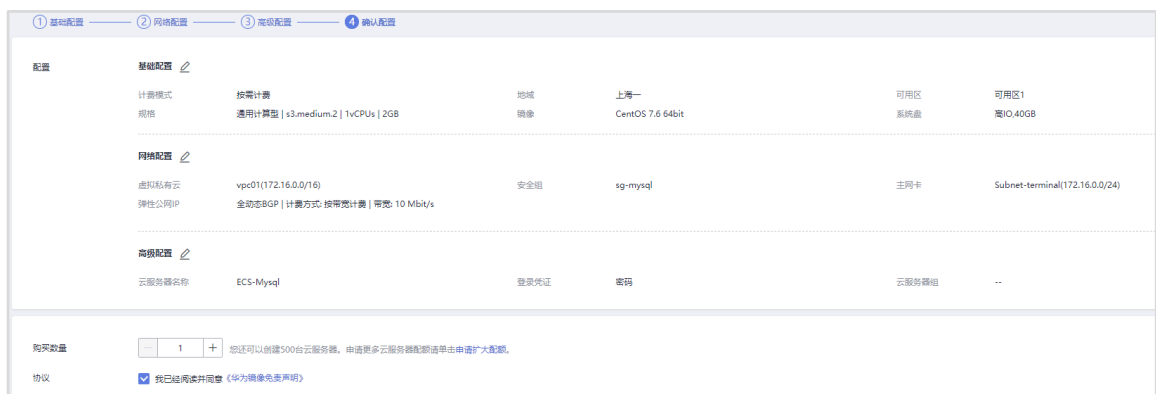 1 基础配置 2 网络配置 3 高级配置 4 确认配置
配置 基础配置
计费模式 按需计费 地域 上海一 可用区 可用区1
规格 通用计算型 | s3.medium.2 | 1vCPUs | 2GB 镜像 CentOS 7.6 64bit 系统盘 高IO,40GB
网络配置
虚拟私有云 vpc01(172.16.0.0/16) 安全组 sg-mysql 主网卡 Subnet-terminal(172.16.0.0/24)
弹性公网IP 全动态BGP | 计费方式: 按带宽计费 | 带宽: 10 Mbit/s
高级配置
云服务器名称 ECS-Mysql 登录凭证 密码 云服务器组 --
购买数量 − 1 + 您还可以创建500台云服务器。申请更多云服务器配额请单击申请扩大配额。
协议 我已经阅读并同意《华为镜像免责声明》